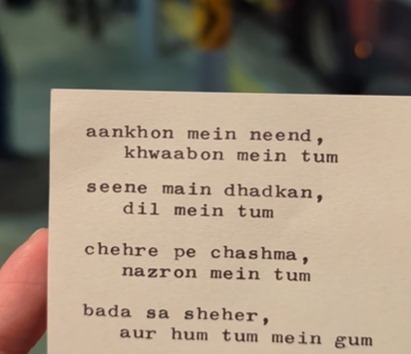 aankhon mein neend,
khwaabon mein tum
seene main dhadkan,
dil mein tum
chehre pe chashma,
nazron mein tum
bada sa sheher,
aur hum tum mein gum